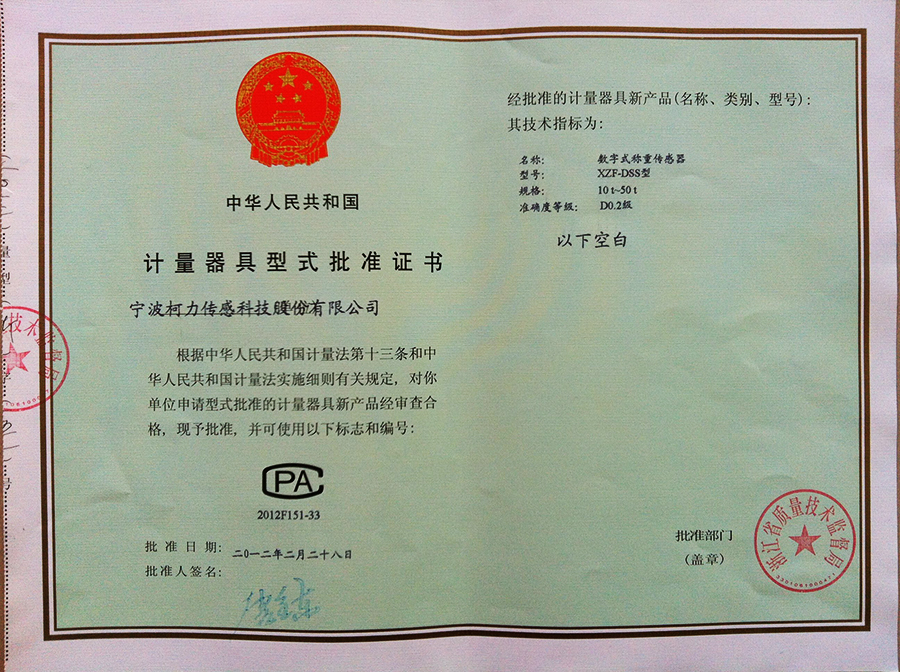 中华人民共和国
计量器具型式批准证书
宁波柯力传感科技股份有限公司
根据中华人民共和国计量法第十三条和中
华人民共和国计量法实施细则有关规定，对你
单位申请型式批准的计量器具新产品经审查合
格，现予批准，并可使用以下标志和编号：
CPA
2012F151-33
批准日期：二0一二年二月二十八日
批准人签名：
经批准的计量器具新产品(名称、类别、型号)：
其技术指标为：
名称： 数字式称重传感器
型号： XZF-DSS型
规格： 10 t~50 t
准确度等级： D0.2级
以下空白
批准部门
（盖章）
浙江省质量技术监督局
量
型
号
技术监督局